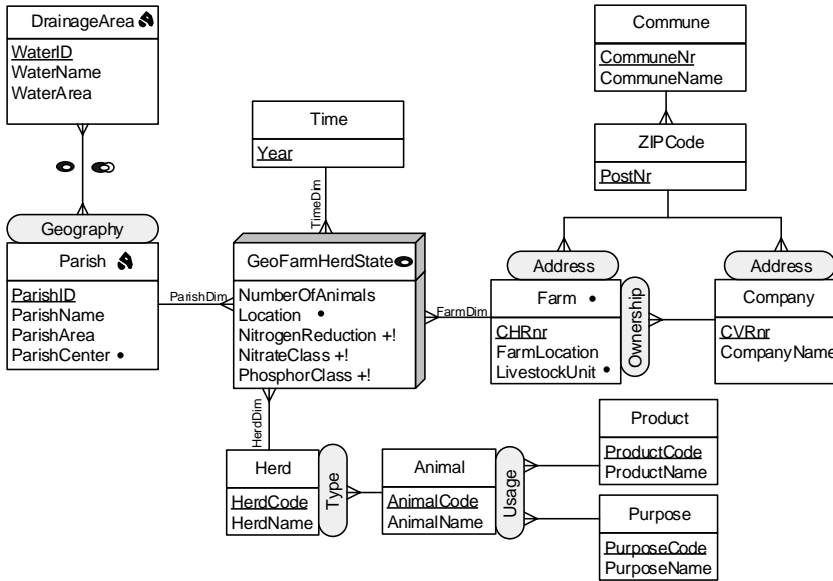 DrainageArea
WaterID
WaterName
WaterArea
Geography
Parish
ParishID
ParishName
ParishArea
ParishCenter
ParishDim
Time
Year
TimeDim
GeoFarmHerdState
NumberOfAnimals
Location
NitrogenReduction +!
NitrateClass +!
PhosphorClass +!
FarmDim
HerdDim
Commune
CommuneNr
CommuneName
ZIPCode
PostNr
Address
Farm
CHRnr
FarmLocation
LivestockUnit
Ownership
Address
Company
CVRnr
CompanyName
Herd
HerdCode
HerdName
Type
Animal
AnimalCode
AnimalName
Usage
Product
ProductCode
ProductName
Purpose
PurposeCode
PurposeName